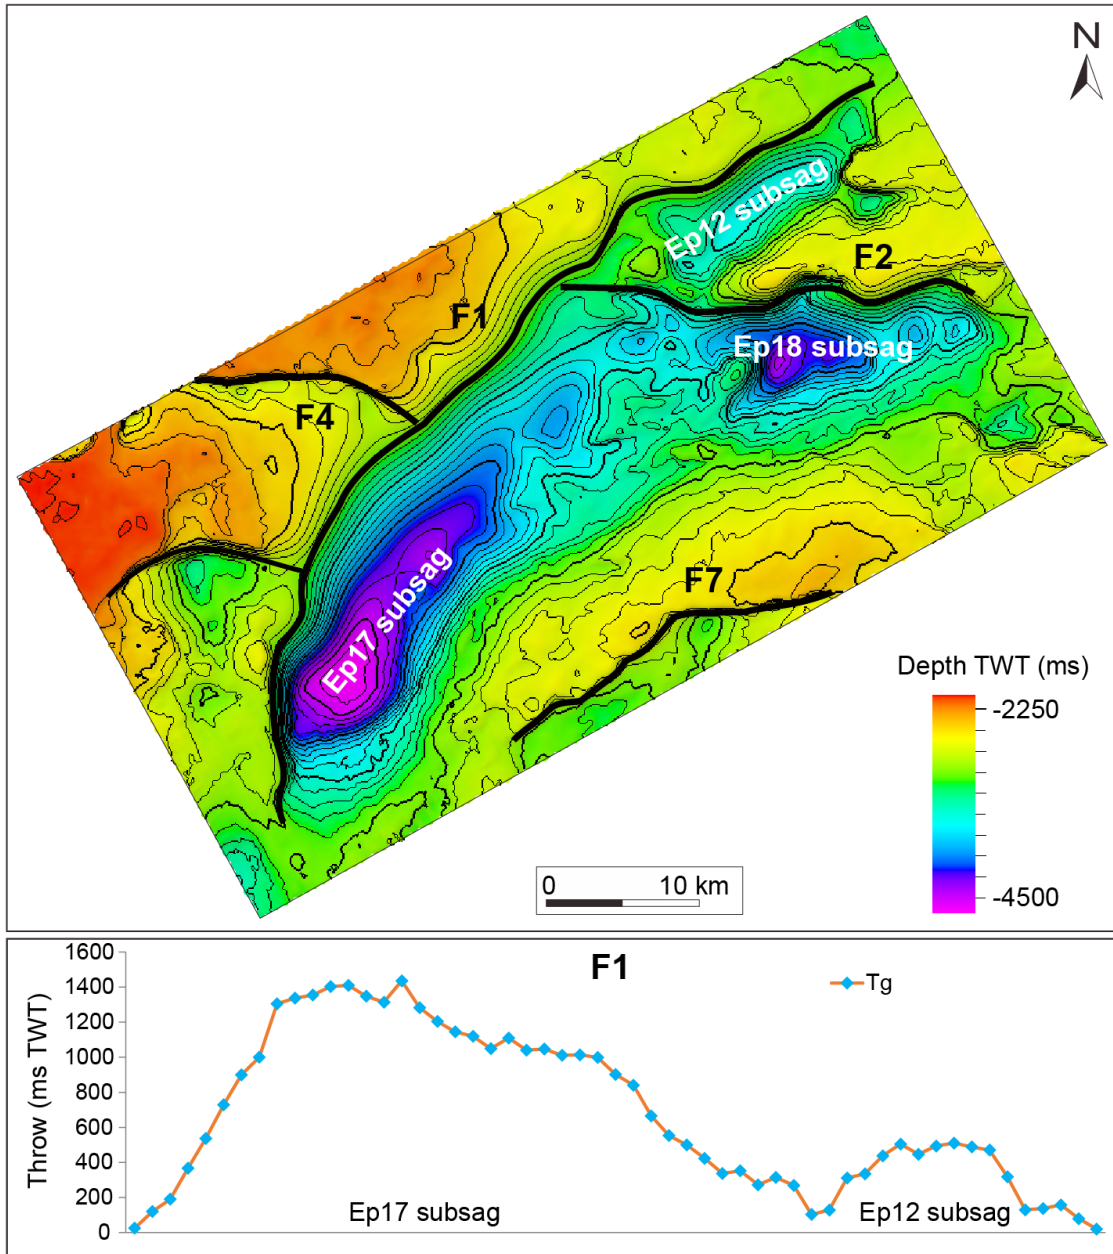 N
Ep12 subsag
F2
F1
Ep18 subsag
F4
Ep17 subsag
F7
Depth TWT (ms)
-2250
-4500
0 10 km
F1
Tg
Throw (ms TWT)
1600
1400
1200
1000
800
600
400
200
0
Ep17 subsag
Ep12 subsag